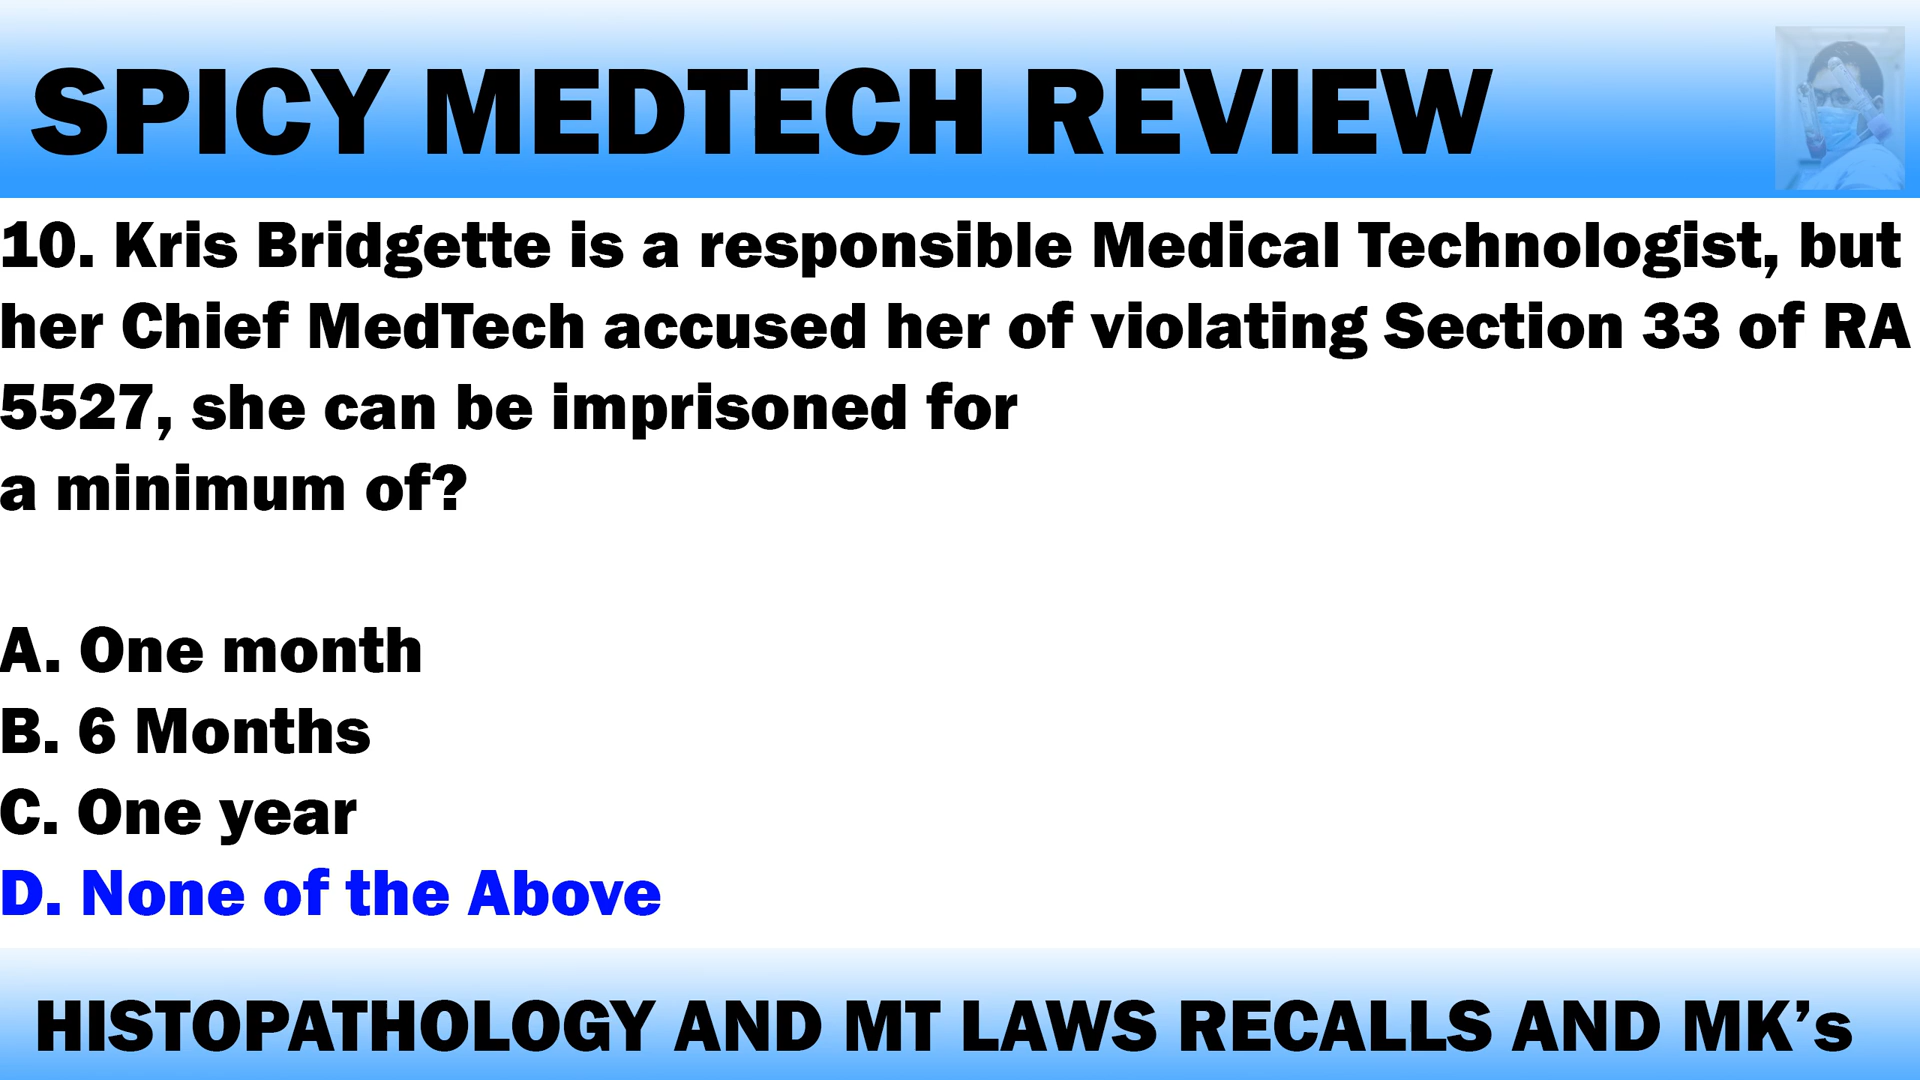 SPICY MEDTECH REVIEW
10. Kris Bridgette is a responsible Medical Technologist, but
her Chief MedTech accused her of violating Section 33 of RA
5527, she can be imprisoned for
a minimum of?
A. One month
B. 6 Months
C. One year
D. None of the Above
HISTOPATHOLOGY AND MT LAWS RECALLS AND MK’s